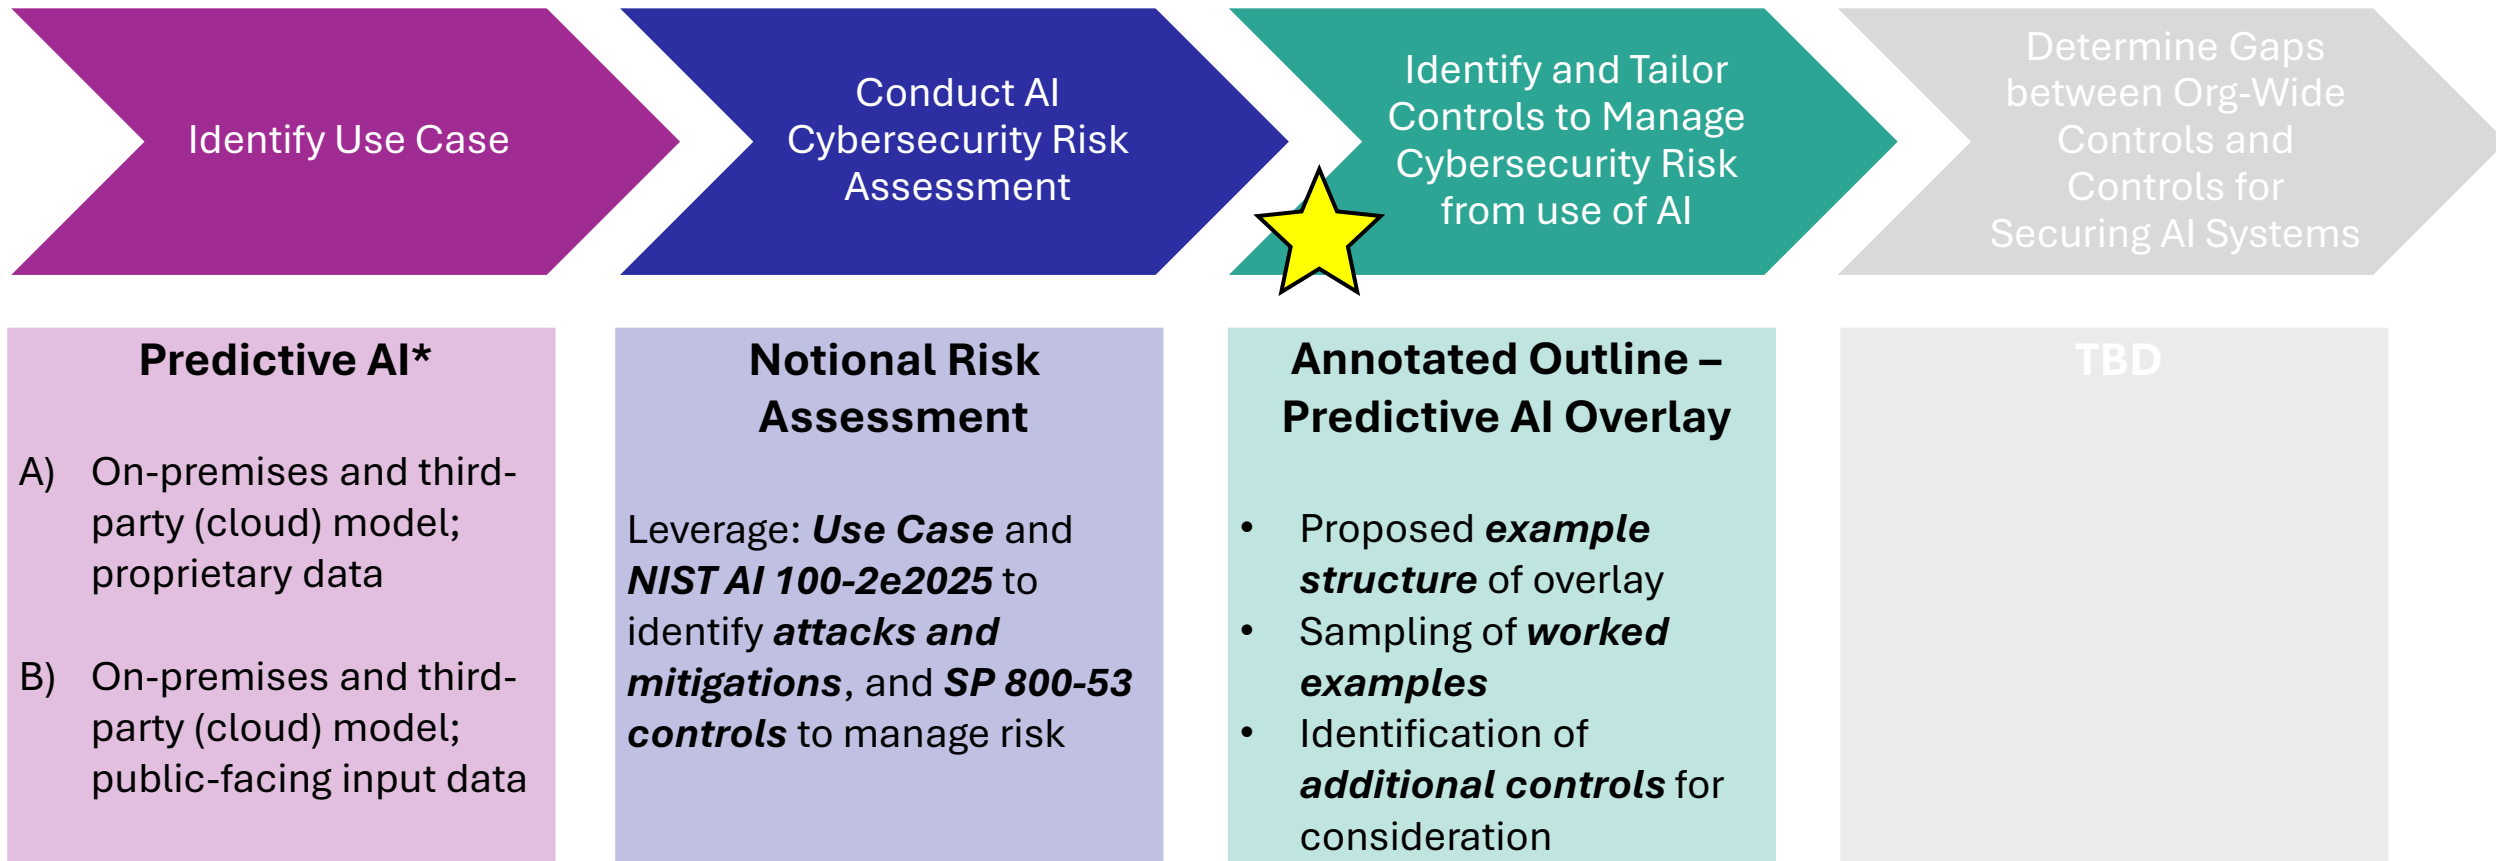 Identify Use Case
Conduct AI
Cybersecurity Risk
Assessment
Identify and Tailor
Controls to Manage
Cybersecurity Risk
from use of AI
Determine Gaps
between Org-Wide
Controls and
Controls for
Securing AI Systems
Predictive AI*
A) On-premises and third-
party (cloud) model;
proprietary data
B) On-premises and third-
party (cloud) model;
public-facing input data
Notional Risk
Assessment
Leverage: Use Case and
NIST AI 100-2e2025 to
identify attacks and
mitigations, and SP 800-53
controls to manage risk
Annotated Outline –
Predictive AI Overlay
• Proposed example
structure of overlay
• Sampling of worked
examples
• Identification of
additional controls for
consideration
TBD